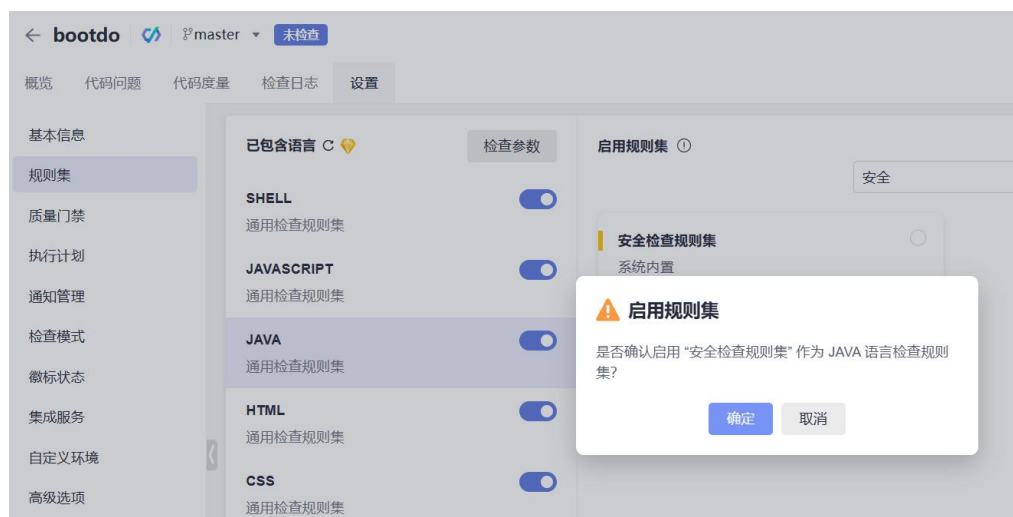 bootdo master 未检查
概览 代码问题 代码度量 检查日志 设置
基本信息
规则集
质量门禁
执行计划
通知管理
检查模式
徽标状态
集成服务
自定义环境
高级选项
已包含语言 检查参数
SHELL
通用检查规则集
JAVASCRIPT
通用检查规则集
JAVA
通用检查规则集
HTML
通用检查规则集
CSS
通用检查规则集
启用规则集
安全
安全检查规则集
系统内置
启用规则集
是否确认启用 “安全检查规则集” 作为 JAVA 语言检查规则
集?
确定 取消